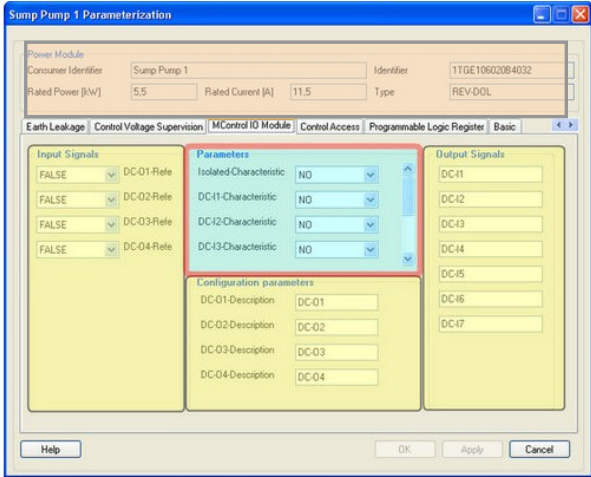 Sump Pump 1 Parameterization
Power Module
Consumer Identifier Sump Pump 1 Identifier 1TGE106020B4032
Rated Power [kW] 5,5 Rated Current [A] 11,5 Type REV-DOL
Earth Leakage Control Voltage Supervision MControl IO Module Control Access Programmable Logic Register Basic
Input Signals
FALSE DC-O1-Refe
FALSE DC-O2-Refe
FALSE DC-O3-Refe
FALSE DC-O4-Refe
Parameters
Isolated-Characteristic NO
DC-I1-Characteristic NO
DC-I2-Characteristic NO
DC-I3-Characteristic NO
Configuration parameters
DC-O1-Description DC-O1
DC-O2-Description DC-O2
DC-O3-Description DC-O3
DC-O4-Description DC-O4
Output Signals
DC-I1
DC-I2
DC-I3
DC-I4
DC-I5
DC-I6
DC-I7
Help OK Apply Cancel